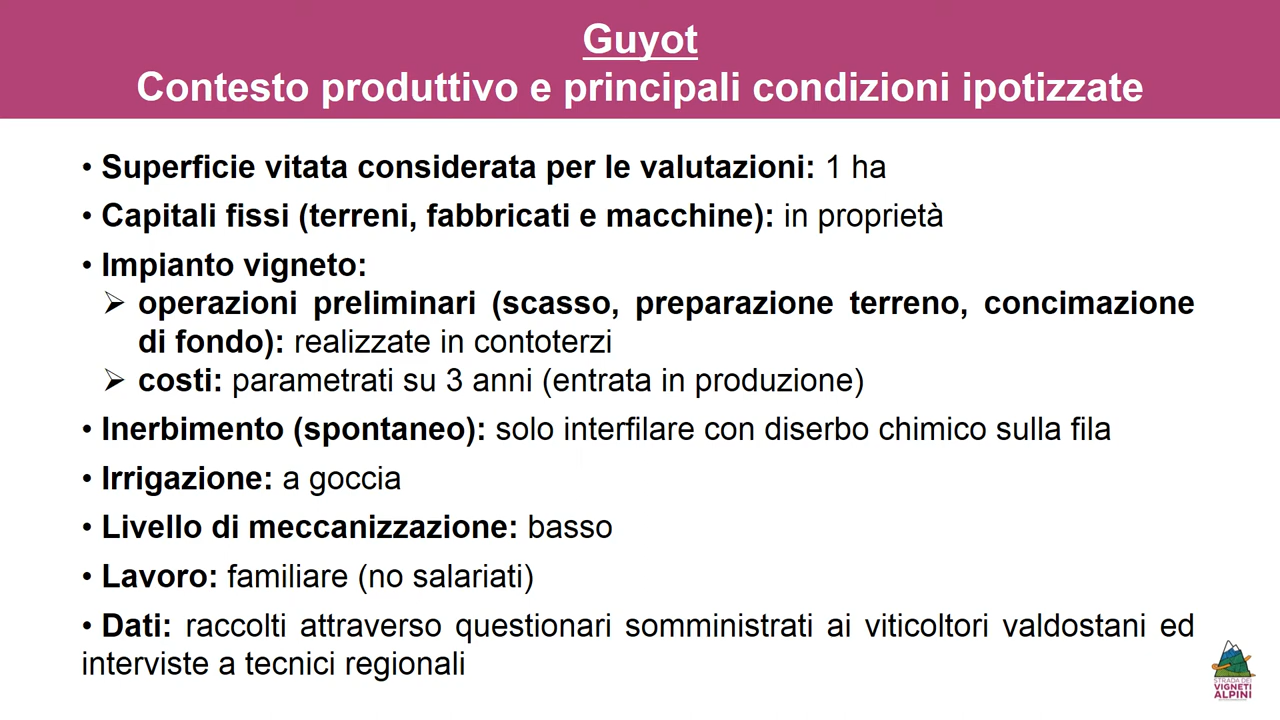 Guyot
Contesto produttivo e principali condizioni ipotizzate
• Superficie vitata considerata per le valutazioni: 1 ha
• Capitali fissi (terreni, fabbricati e macchine): in proprietà
• Impianto vigneto:
➢ operazioni preliminari (scasso, preparazione terreno, concimazione
di fondo): realizzate in contoterzi
➢ costi: parametrati su 3 anni (entrata in produzione)
• Inerbimento (spontaneo): solo interfilare con diserbo chimico sulla fila
• Irrigazione: a goccia
• Livello di meccanizzazione: basso
• Lavoro: familiare (no salariati)
• Dati: raccolti attraverso questionari somministrati ai viticoltori valdostani ed
interviste a tecnici regionali
STRADA DEI
VIGNETI
ALPINI